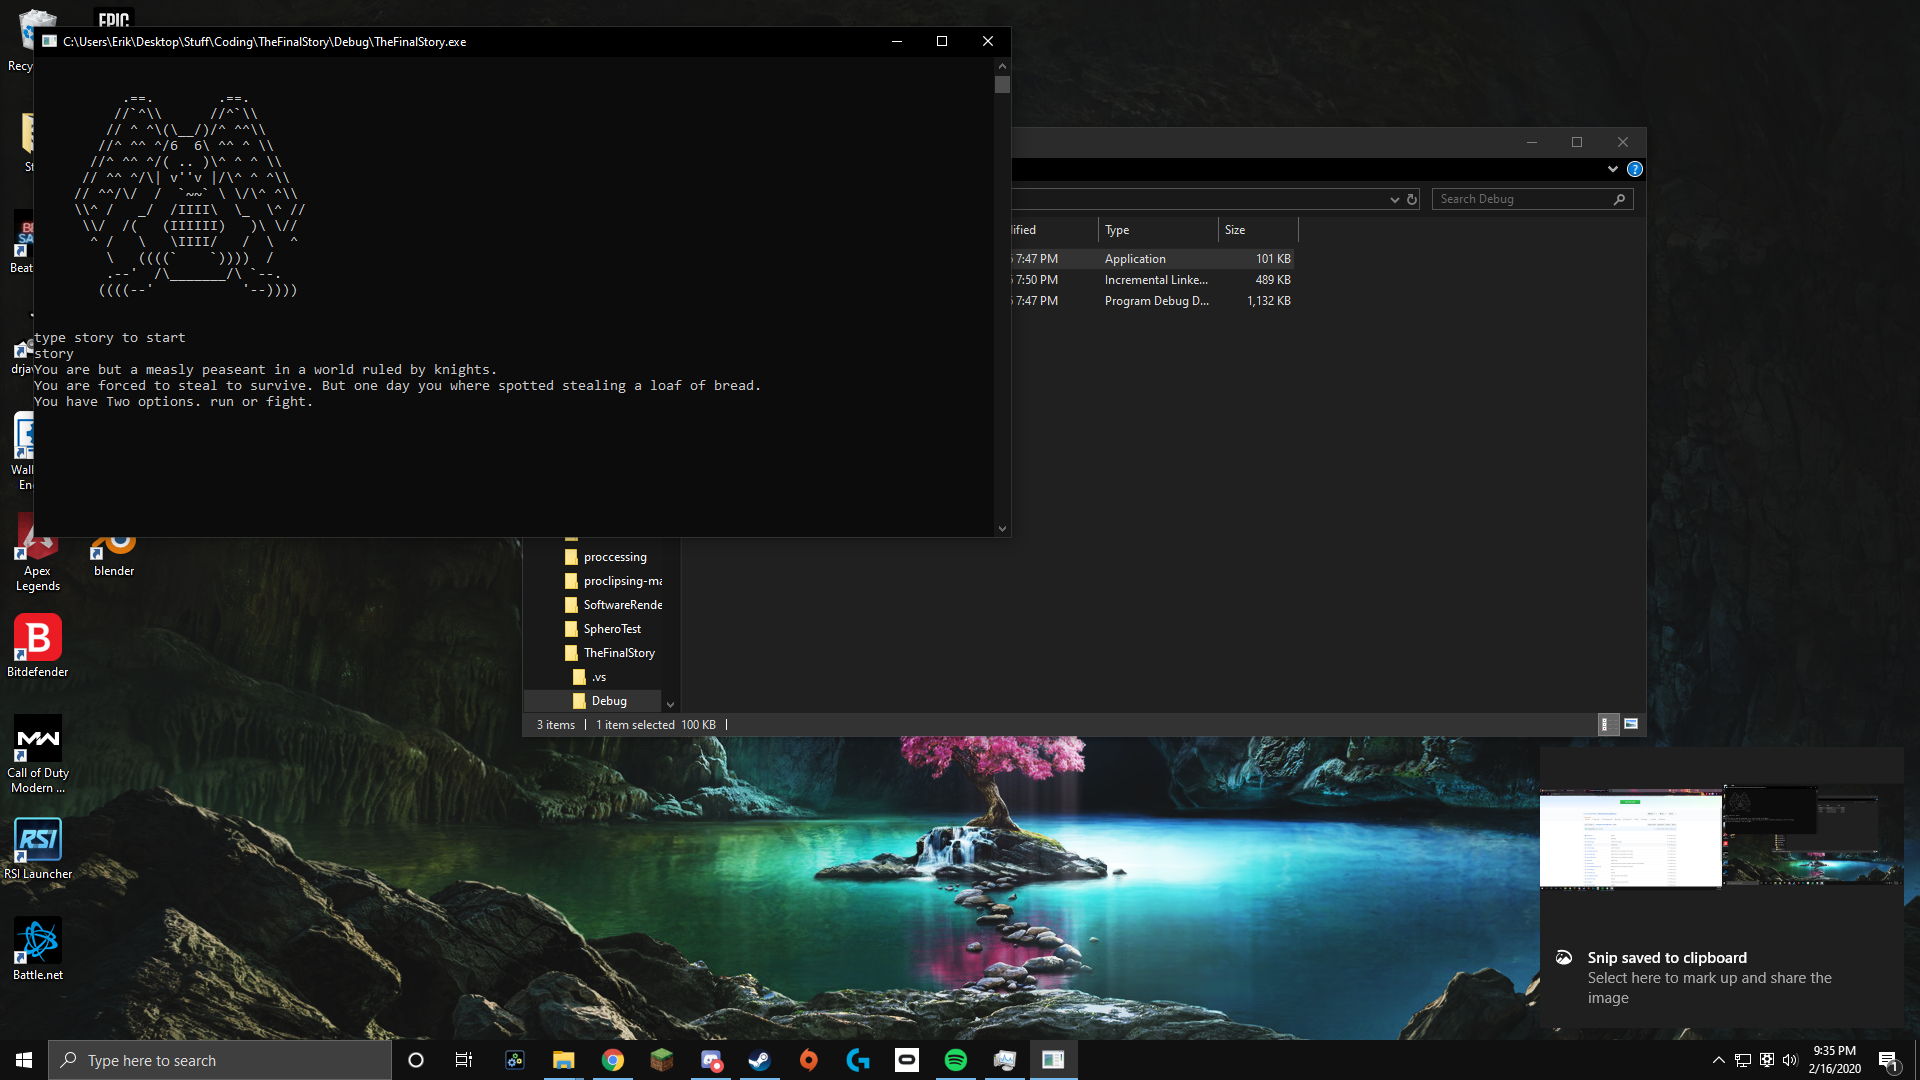 EPIC
Recy
C:\Users\Erik\Desktop\Stuff\Coding\TheFinalStory\Debug\TheFinalStory.exe
           .==.        .==.
          //`^\\      //^`\\
         // ^ ^\(\__/)/^ ^^\\
        //^ ^^ ^/6  6\ ^^ ^ \\
       //^ ^^ ^/( .. )\^ ^ ^ \\
      // ^^ ^/\| v''v |/\^ ^ ^\\
     // ^^/\/  /  `~~` \ \/\^ ^\\
     \\^ /   _/  /IIII\  \_  \^ //
      \\/  /(   (IIIIII)   )\ \//
       ^ /   \   \IIII/   /  \  ^
         \   ((((`    `))))  /
         .--'  /\_______/\ `--.
        ((((--'           '--))))
type story to start
story
You are but a measly peaseant in a world ruled by knights.
You are forced to steal to survive. But one day you where spotted stealing a loaf of bread.
You have Two options. run or fight.
St
Beat
drja
Wall
En
Apex
Legends
blender
Bitdefender
Call of Duty
Modern ...
RSI
RSI Launcher
Battle.net
Search Debug
ified
Type
Size
7:47 PM
Application
101 KB
7:50 PM
Incremental Linke...
489 KB
7:47 PM
Program Debug D...
1,132 KB
proccessing
proclipsing-ma
SoftwareRende
SpheroTest
TheFinalStory
.vs
Debug
3 items
1 item selected 100 KB
Snip saved to clipboard
Select here to mark up and share the
image
Type here to search
9:35 PM
2/16/2020
1